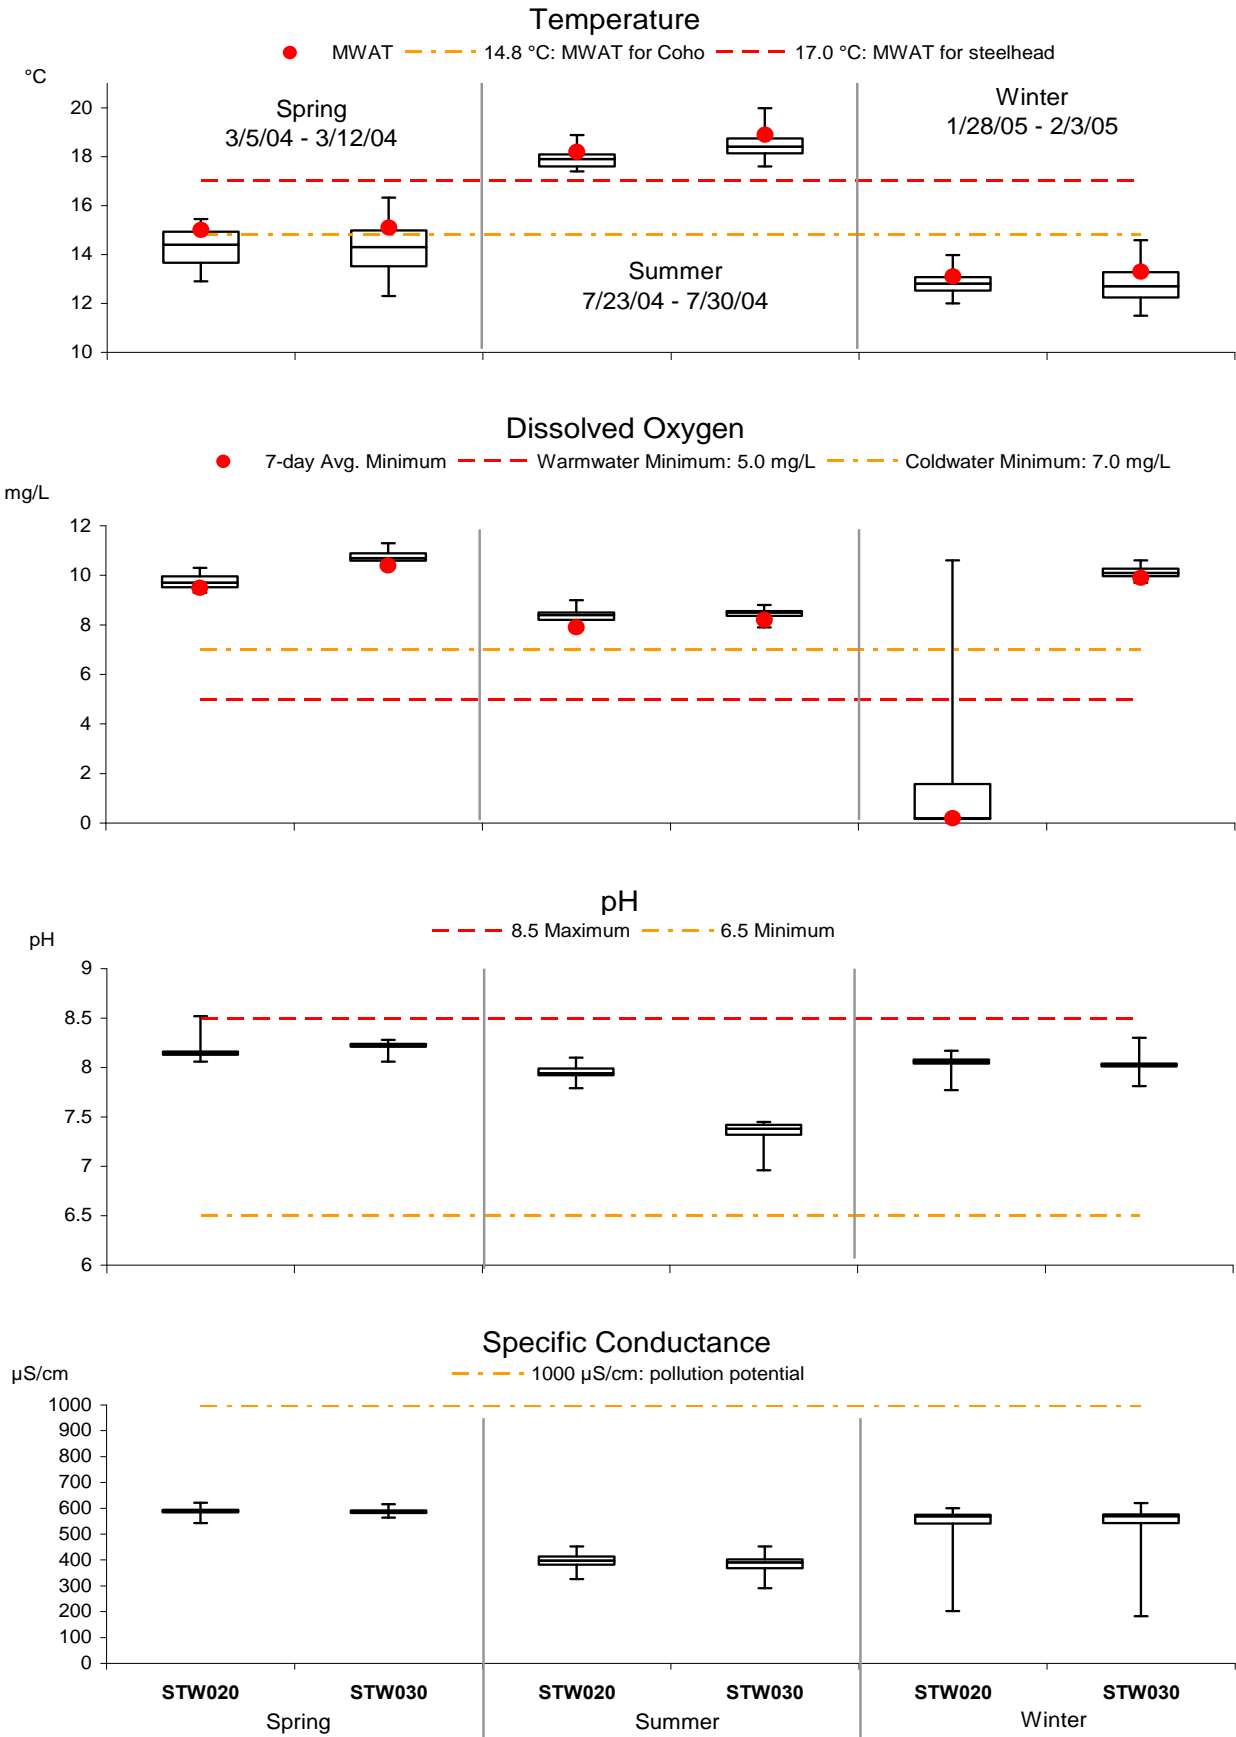 Temperature
MWAT 14.8 °C: MWAT for Coho 17.0 °C: MWAT for steelhead
°C
Spring
3/5/04 - 3/12/04
Winter
1/28/05 - 2/3/05
Summer
7/23/04 - 7/30/04
20
18
16
14
12
10
Dissolved Oxygen
7-day Avg. Minimum Warmwater Minimum: 5.0 mg/L Coldwater Minimum: 7.0 mg/L
mg/L
12
10
8
6
4
2
0
pH
8.5 Maximum 6.5 Minimum
pH
9
8.5
8
7.5
7
6.5
6
Specific Conductance
µS/cm
1000 µS/cm: pollution potential
1000
900
800
700
600
500
400
300
200
100
0
STW020 STW030 STW020 STW030 STW020 STW030
Spring Summer Winter